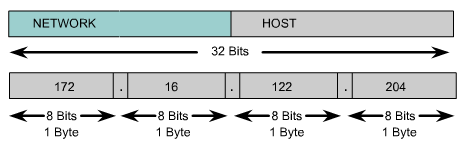 NETWORK HOST
32 Bits
172 . 16 . 122 . 204
8 Bits 8 Bits 8 Bits 8 Bits
1 Byte 1 Byte 1 Byte 1 Byte